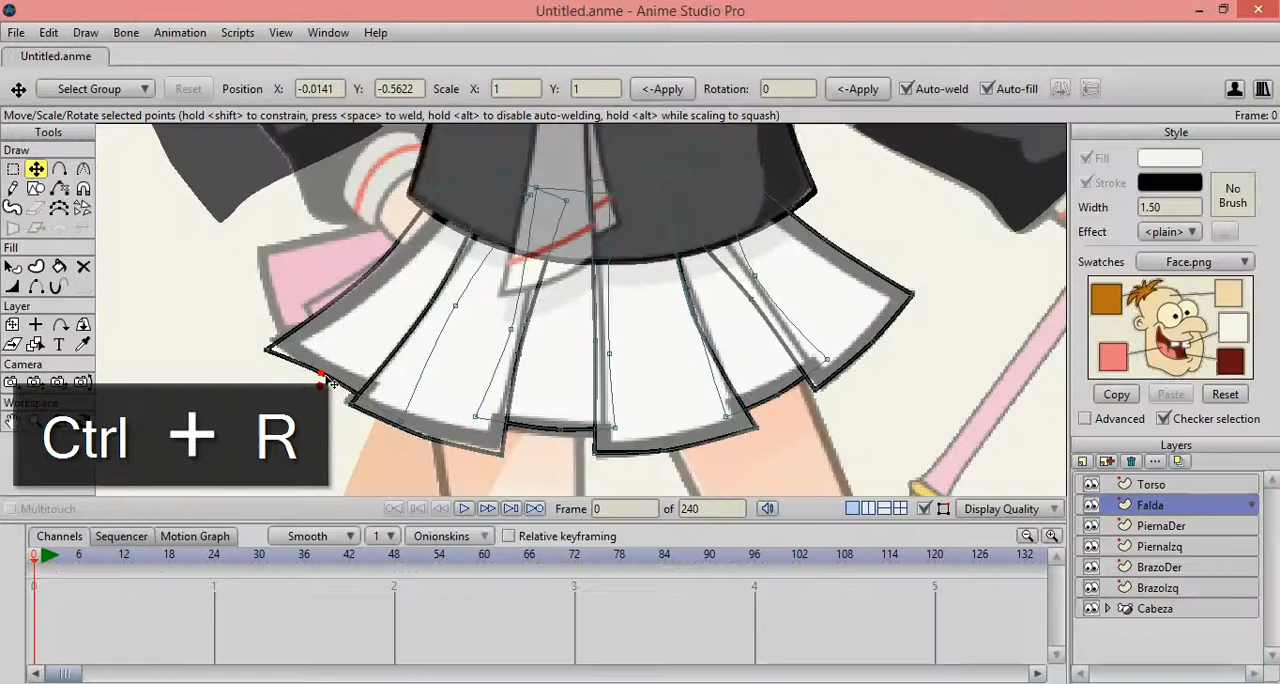 Untitled.anme - Anime Studio Pro
File Edit Draw Bone Animation Scripts View Window Help
Untitled.anme
Select Group Reset Position X: -0.0141 Y: -0.5622 Scale X: 1 Y: 1 <-Apply Rotation: 0 <-Apply Auto-weld Auto-fill
Move/Scale/Rotate selected points (hold <shift> to constrain, press <space> to weld, hold <alt> to disable auto-welding, hold <alt> while scaling to squash) Frame: 0
Tools
Draw
Fill
Layer
Camera
Ctrl + R
Multitouch
Style
Fill
Stroke
No Brush
Width 1.50
Effect <plain>
Swatches Face.png
Copy Paste Reset
Advanced Checker selection
Layers
Torso
Falda
PiernaDer
PiernaIzq
BrazoDer
BrazoIzq
Cabeza
Frame 0 of 240 Display Quality
Channels Sequencer Motion Graph Smooth 1 Onionskins Relative keyframing
0 6 12 18 24 30 36 42 48 54 60 66 72 78 84 90 96 102 108 114 120 126 132
0 1 2 3 4 5